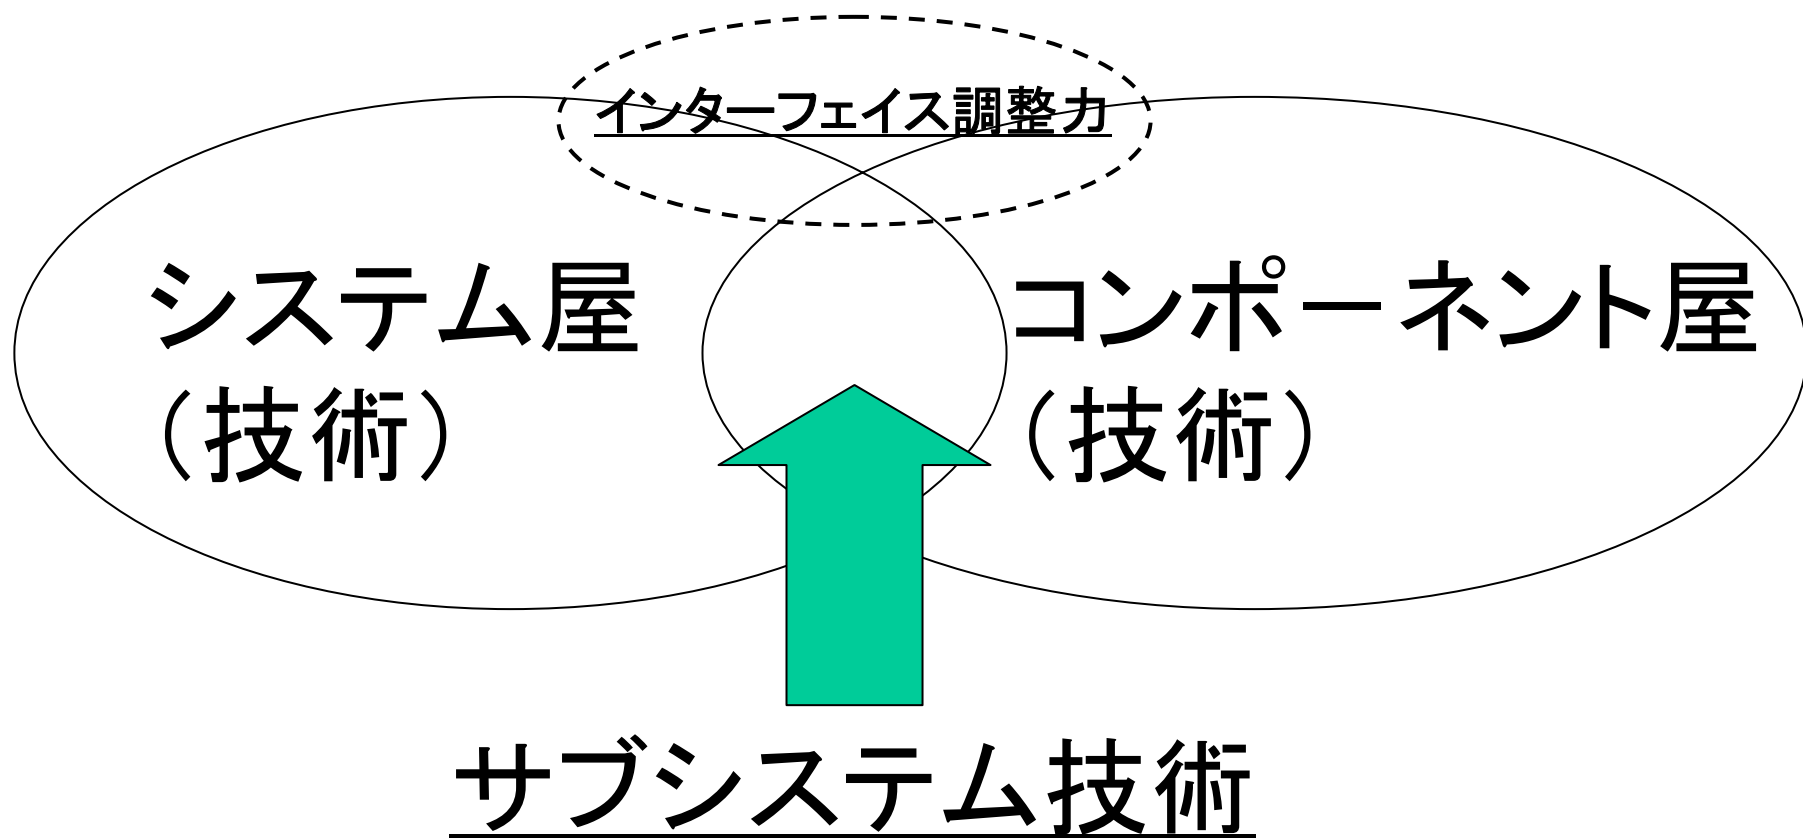 インターフェイス調整力
システム屋
（技術）
コンポーネント屋
（技術）
サブシステム技術